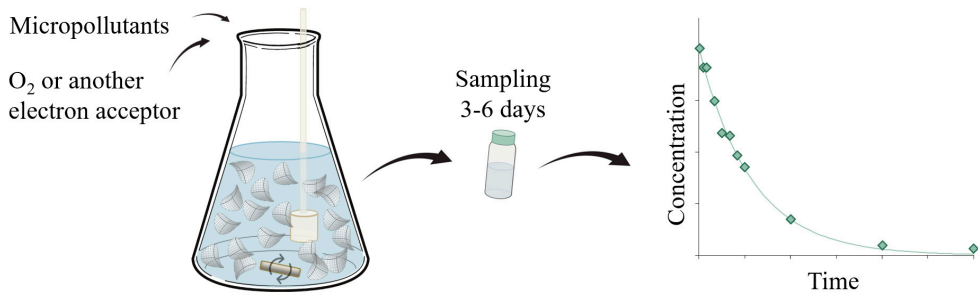 Micropollutants
O₂ or another
electron acceptor
Sampling
3-6 days
Concentration
Time